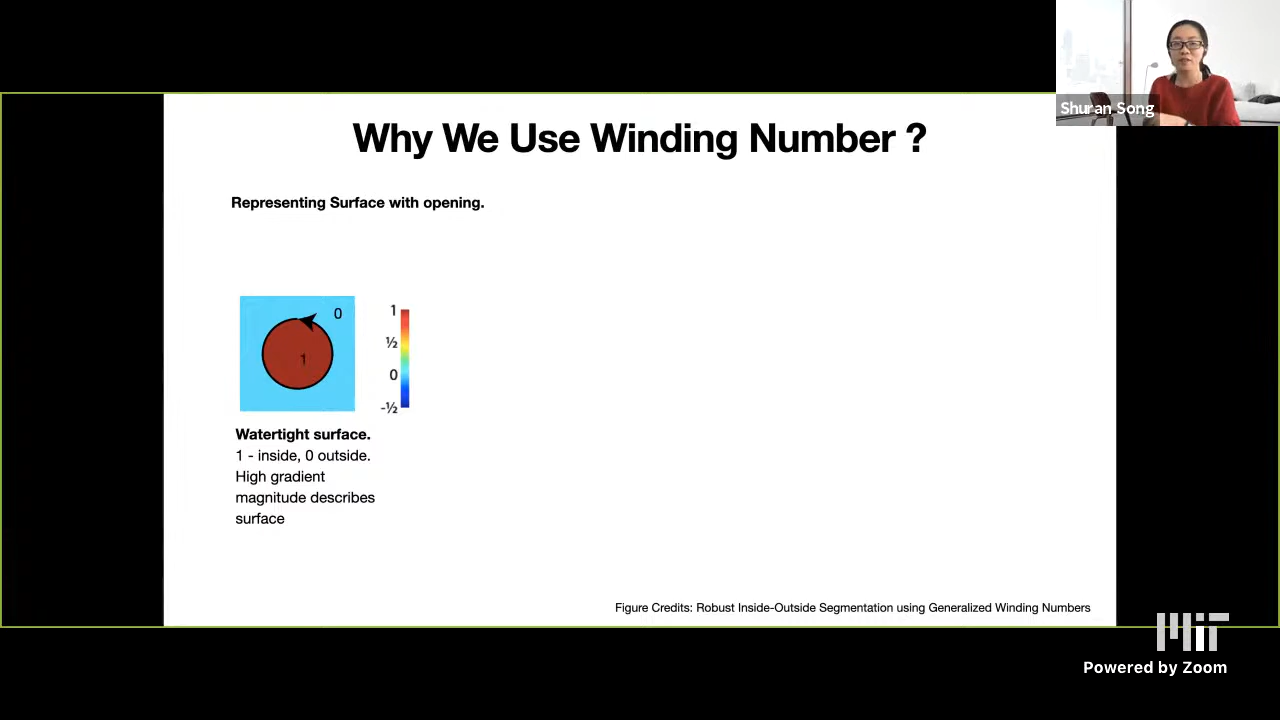 Shuran Song
Why We Use Winding Number ?
Representing Surface with opening.
0
1
1
½
0
-½
Watertight surface.
1 - inside, 0 outside.
High gradient
magnitude describes
surface
Figure Credits: Robust Inside-Outside Segmentation using Generalized Winding Numbers
MIT
Powered by Zoom